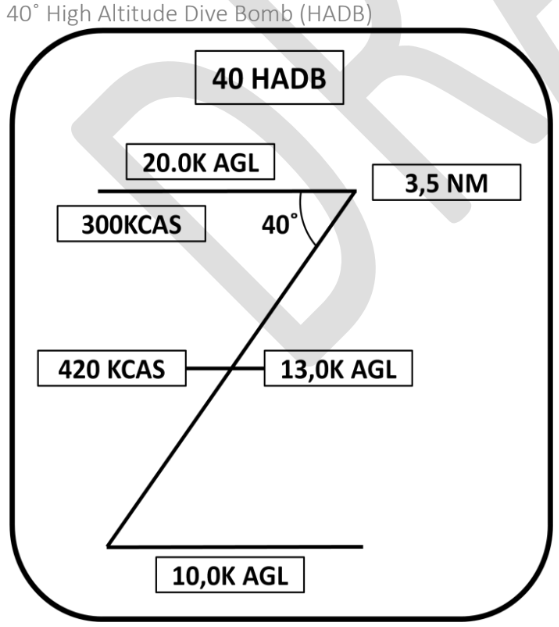 40˚ High Altitude Dive Bomb (HADB)
40 HADB
20.0K AGL
3,5 NM
300KCAS
40˚
420 KCAS
13,0K AGL
10,0K AGL